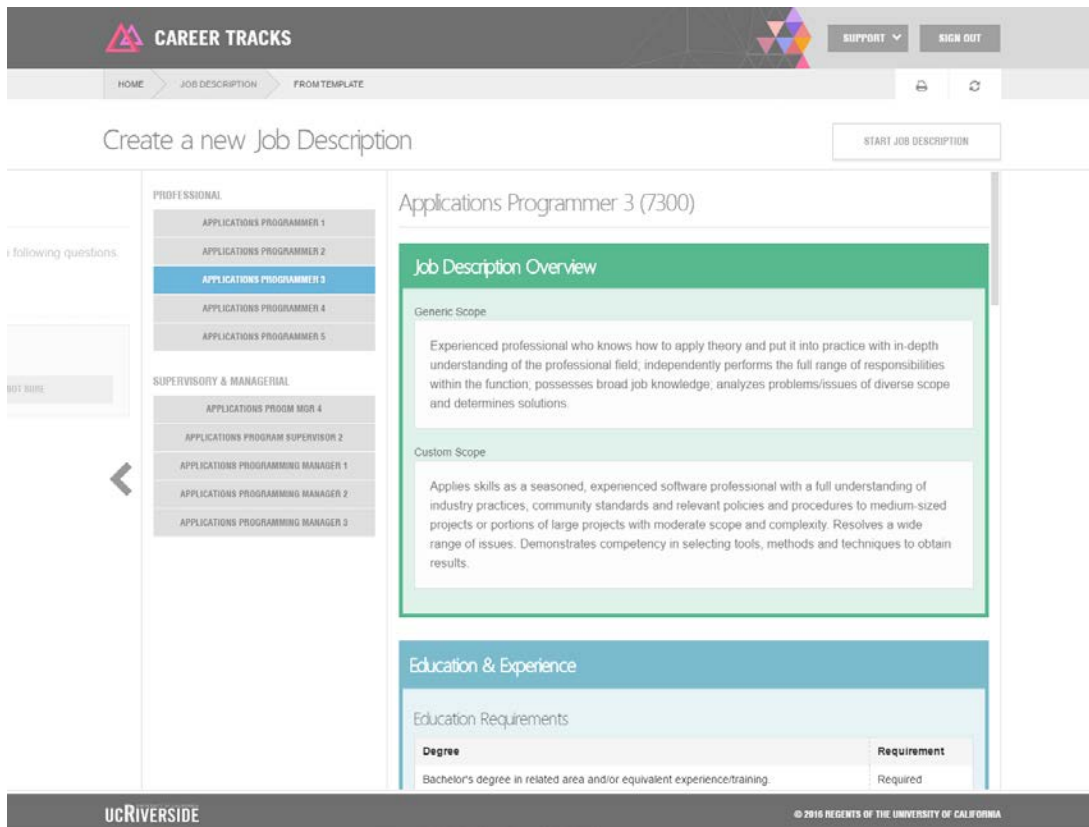 CAREER TRACKS
SUPPORT
SIGN OUT
HOME
JOB DESCRIPTION
FROM TEMPLATE
Create a new Job Description
START JOB DESCRIPTION
following questions.
NOT HIRE
PROFESSIONAL
APPLICATIONS PROGRAMMER 1
APPLICATIONS PROGRAMMER 2
APPLICATIONS PROGRAMMER 3
APPLICATIONS PROGRAMMER 4
APPLICATIONS PROGRAMMER 5
SUPERVISORY & MANAGERIAL
APPLICATIONS PROGM MGR 4
APPLICATIONS PROGRAM SUPERVISOR 2
APPLICATIONS PROGRAMMING MANAGER 1
APPLICATIONS PROGRAMMING MANAGER 2
APPLICATIONS PROGRAMMING MANAGER 3
Applications Programmer 3 (7300)
Job Description Overview
Generic Scope
Experienced professional who knows how to apply theory and put it into practice with in-depth
understanding of the professional field; independently performs the full range of responsibilities
within the function; possesses broad job knowledge; analyzes problems/issues of diverse scope
and determines solutions.
Custom Scope
Applies skills as a seasoned, experienced software professional with a full understanding of
industry practices, community standards and relevant policies and procedures to medium-sized
projects or portions of large projects with moderate scope and complexity. Resolves a wide
range of issues. Demonstrates competency in selecting tools, methods and techniques to obtain
results.
Education & Experience
Education Requirements
Degree Requirement
Bachelor's degree in related area and/or equivalent experience/training. Required
UCRIVERSIDE
© 2016 REGENTS OF THE UNIVERSITY OF CALIFORNIA